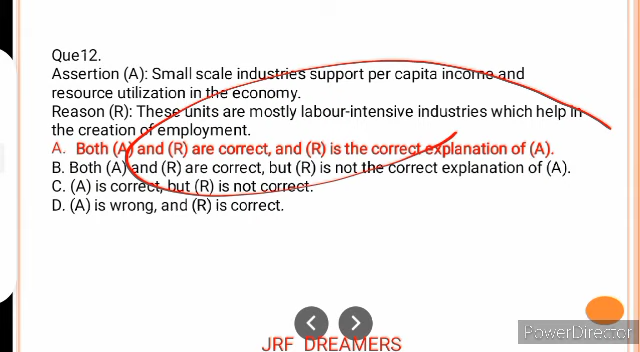 Que12.
Assertion (A): Small scale industries support per capita income and
resource utilization in the economy.
Reason (R): These units are mostly labour-intensive industries which help in
the creation of employment.
A. Both (A) and (R) are correct, and (R) is the correct explanation of (A).
B. Both (A) and (R) are correct, but (R) is not the correct explanation of (A).
C. (A) is correct, but (R) is not correct.
D. (A) is wrong, and (R) is correct.
PowerDirector
JRF DREAMERS